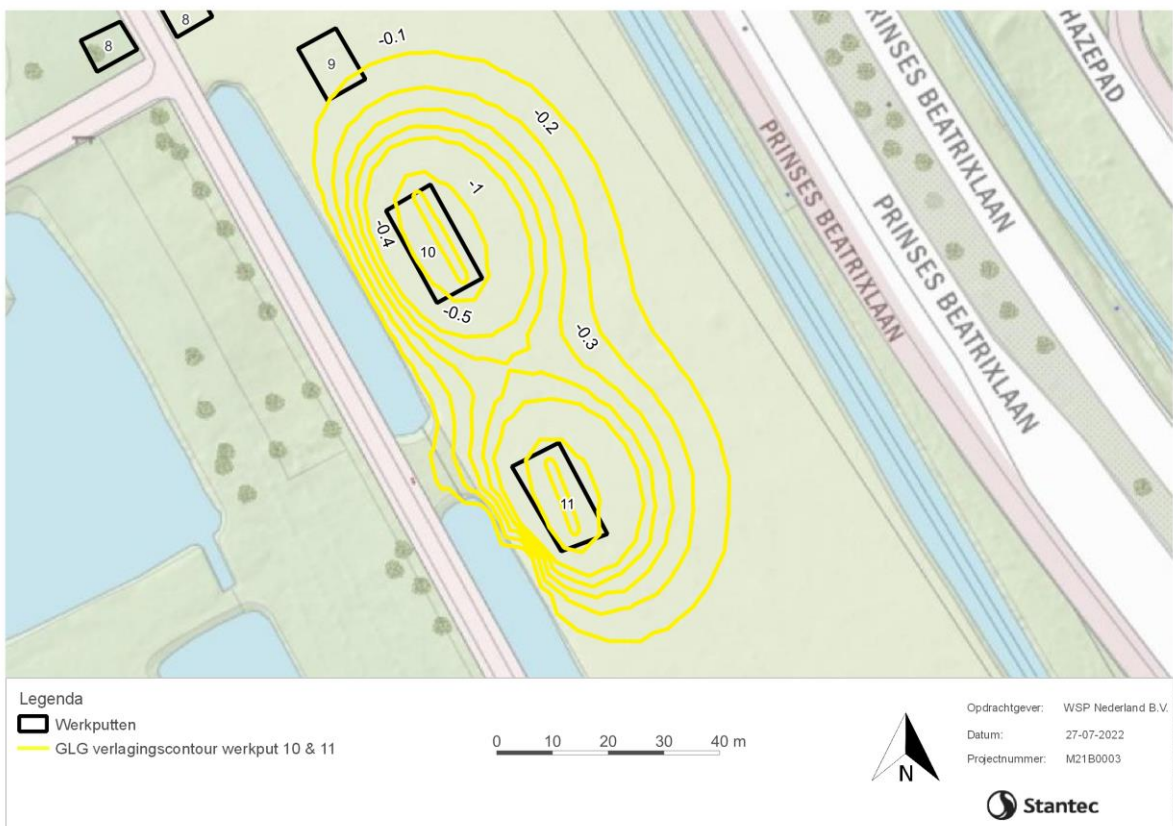 8
8
9
-0.1
-0.2
-1
-0.4
10
-0.5
-0.3
11
PRINSES BEATRIXLAAN
PRINSES BEATRIXLAAN
PRINSES BEATRIXLAAN
HAZEPAD
Legenda
Werkputten
GLG verlagingscontour werkput 10 & 11
0 10 20 30 40 m
N
Opdrachtgever: WSP Nederland B.V.
Datum: 27-07-2022
Projectnummer: M21B0003
Stantec